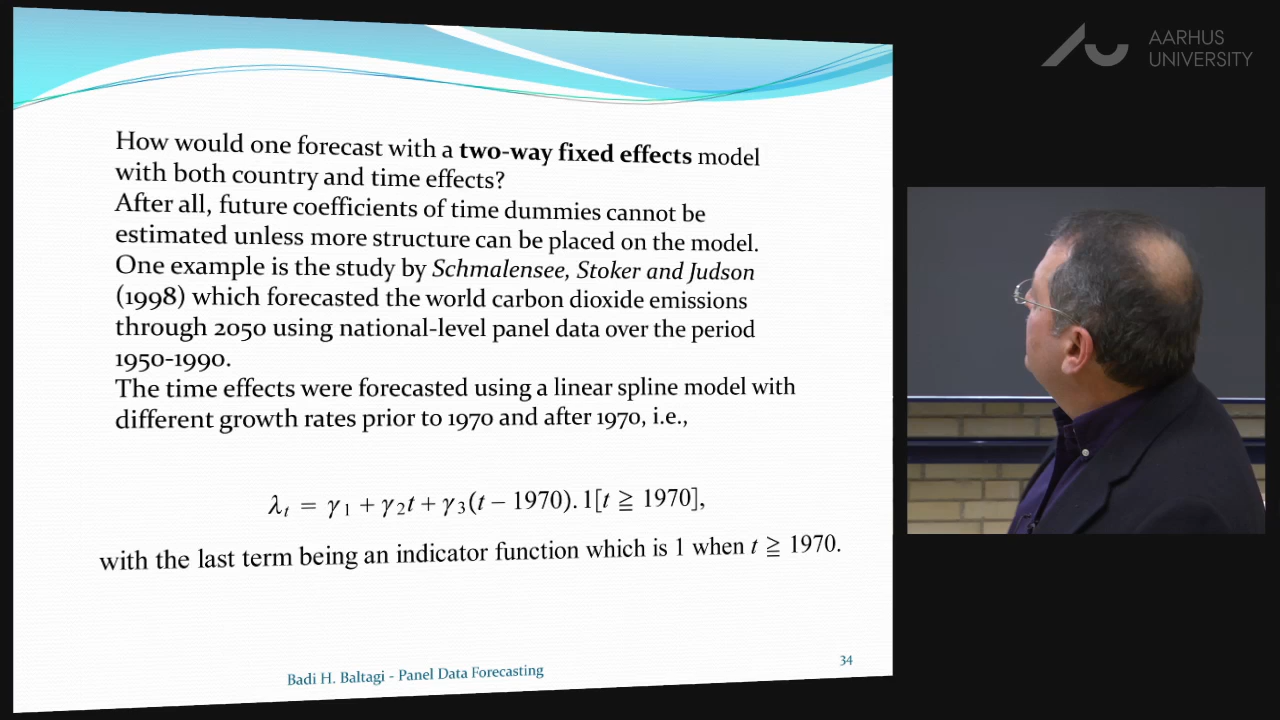 How would one forecast with a two-way fixed effects model
with both country and time effects?
After all, future coefficients of time dummies cannot be
estimated unless more structure can be placed on the model.
One example is the study by Schmalensee, Stoker and Judson
(1998) which forecasted the world carbon dioxide emissions
through 2050 using national-level panel data over the period
1950-1990.
The time effects were forecasted using a linear spline model with
different growth rates prior to 1970 and after 1970, i.e.,
λₜ = γ₁ + γ₂t + γ₃(t − 1970). 1[t ≧ 1970],
with the last term being an indicator function which is 1 when t ≧ 1970.
Badi H. Baltagi - Panel Data Forecasting
34
AARHUS
UNIVERSITY